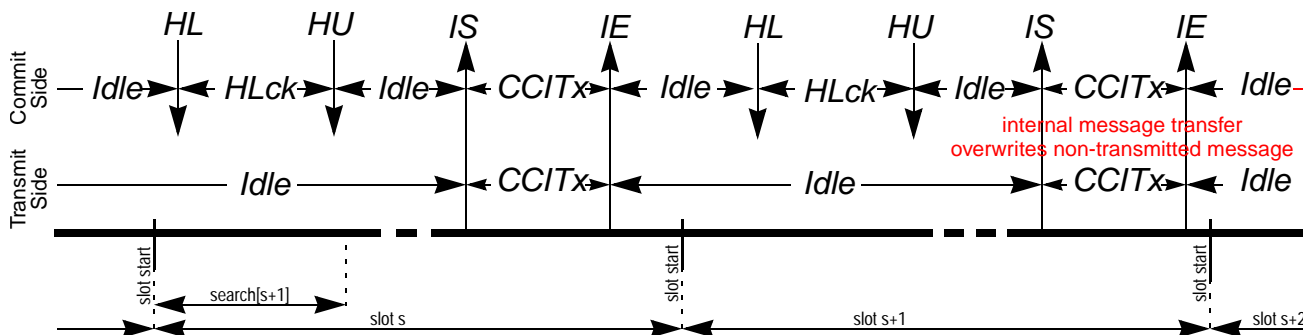 HL HU IS IE HL HU IS IE
Commit Side
Idle HLck Idle CCITx Idle HLck Idle CCITx Idle
internal message transfer
overwrites non-transmitted message
Transmit Side
Idle CCITx Idle CCITx Idle
slot start slot start slot start
search[s+1]
slot s slot s+1 slot s+2